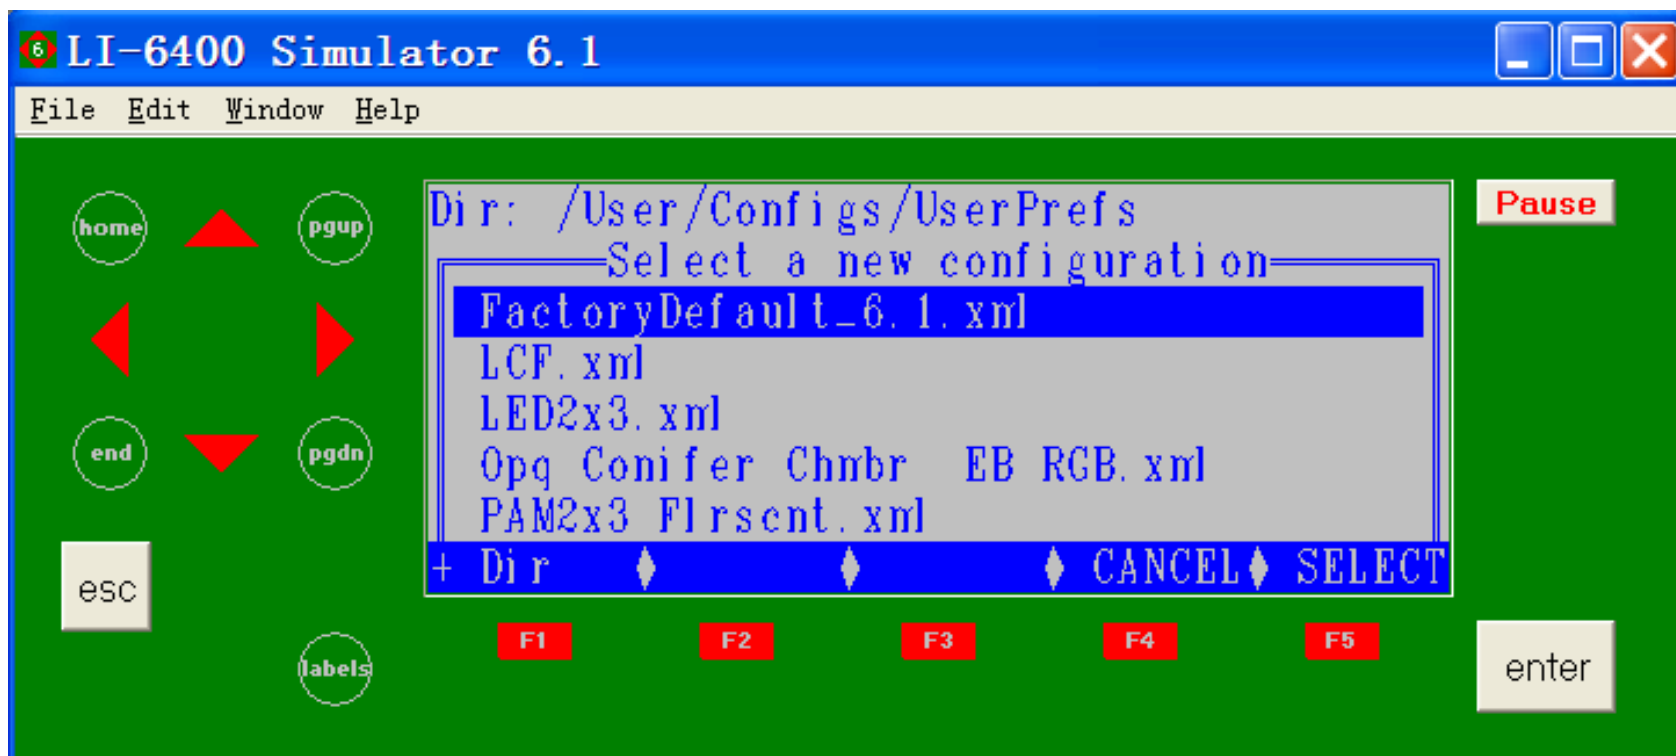 6 LI-6400 Simulator 6.1
File Edit Window Help
home
pgup
end
pgdn
esc
labels
Dir: /User/Configs/UserPrefs
Select a new configuration
FactoryDefault_6.1.xml
LCF.xml
LED2x3.xml
Opq Conifer Chmbr EB RGB.xml
PAM2x3 Flrscnt.xml
+ Dir CANCEL SELECT
F1 F2 F3 F4 F5
Pause
enter